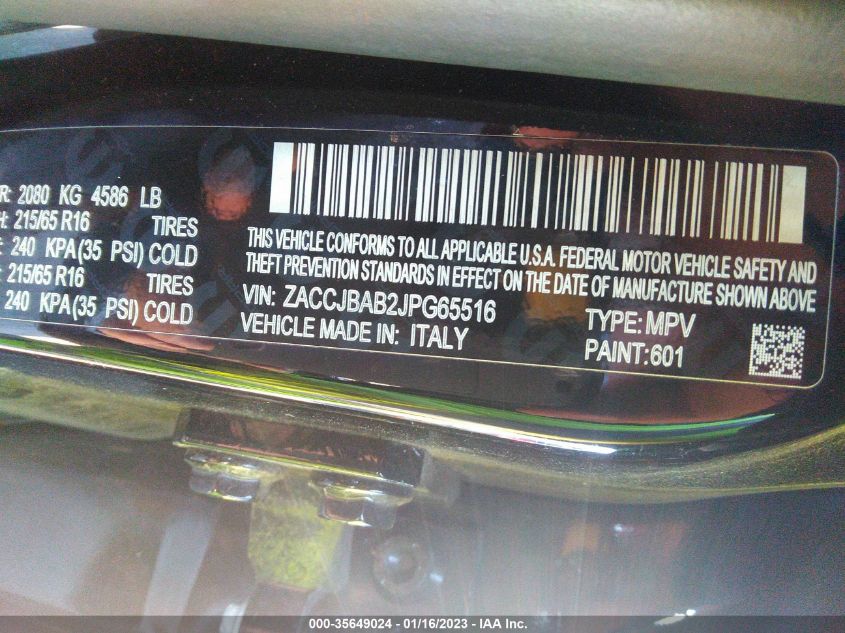 R: 2080 KG 4586 LB
H: 215/65 R16 TIRES
: 240 KPA(35 PSI) COLD
: 215/65 R16 TIRES
240 KPA(35 PSI) COLD
THIS VEHICLE CONFORMS TO ALL APPLICABLE U.S.A. FEDERAL MOTOR VEHICLE SAFETY AND
THEFT PREVENTION STANDARDS IN EFFECT ON THE DATE OF MANUFACTURE SHOWN ABOVE
VIN: ZACCJBAB2JPG65516
TYPE: MPV
VEHICLE MADE IN: ITALY
PAINT:601
000-35649024 - 01/16/2023 - IAA Inc.